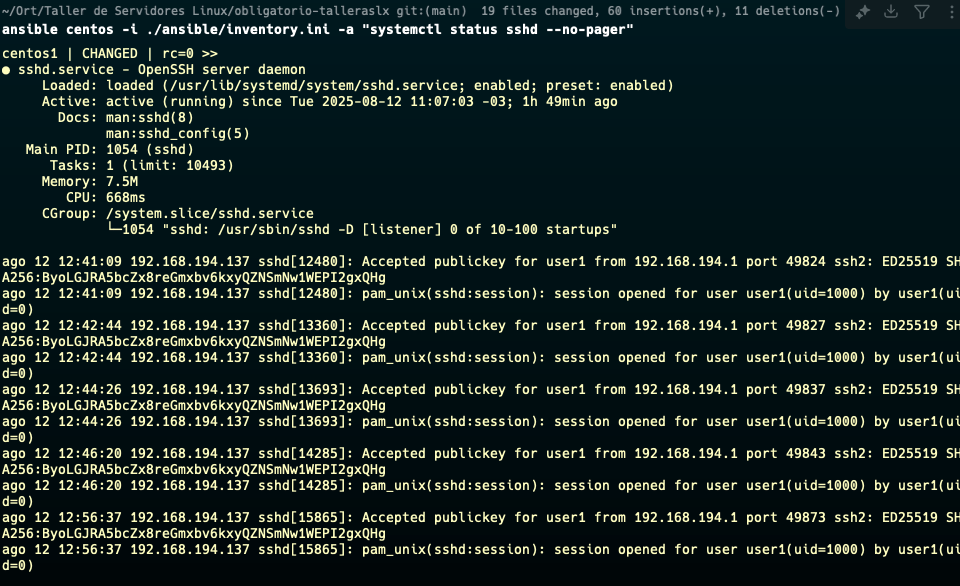 ~/Ort/Taller de Servidores Linux/obligatorio-talleraslx git:(main)  19 files changed, 60 insertions(+), 11 deletions(-)
ansible centos -i ./ansible/inventory.ini -a "systemctl status sshd --no-pager"
centos1 | CHANGED | rc=0 >>
● sshd.service - OpenSSH server daemon
     Loaded: loaded (/usr/lib/systemd/system/sshd.service; enabled; preset: enabled)
     Active: active (running) since Tue 2025-08-12 11:07:03 -03; 1h 49min ago
       Docs: man:sshd(8)
             man:sshd_config(5)
   Main PID: 1054 (sshd)
      Tasks: 1 (limit: 10493)
     Memory: 7.5M
        CPU: 668ms
     CGroup: /system.slice/sshd.service
             └─1054 "sshd: /usr/sbin/sshd -D [listener] 0 of 10-100 startups"
ago 12 12:41:09 192.168.194.137 sshd[12480]: Accepted publickey for user1 from 192.168.194.1 port 49824 ssh2: ED25519 SH
A256:ByoLGJRA5bcZx8reGmxbv6kxyQZNSmNw1WEPI2gxQHg
ago 12 12:41:09 192.168.194.137 sshd[12480]: pam_unix(sshd:session): session opened for user user1(uid=1000) by user1(ui
d=0)
ago 12 12:42:44 192.168.194.137 sshd[13360]: Accepted publickey for user1 from 192.168.194.1 port 49827 ssh2: ED25519 SH
A256:ByoLGJRA5bcZx8reGmxbv6kxyQZNSmNw1WEPI2gxQHg
ago 12 12:42:44 192.168.194.137 sshd[13360]: pam_unix(sshd:session): session opened for user user1(uid=1000) by user1(ui
d=0)
ago 12 12:44:26 192.168.194.137 sshd[13693]: Accepted publickey for user1 from 192.168.194.1 port 49837 ssh2: ED25519 SH
A256:ByoLGJRA5bcZx8reGmxbv6kxyQZNSmNw1WEPI2gxQHg
ago 12 12:44:26 192.168.194.137 sshd[13693]: pam_unix(sshd:session): session opened for user user1(uid=1000) by user1(ui
d=0)
ago 12 12:46:20 192.168.194.137 sshd[14285]: Accepted publickey for user1 from 192.168.194.1 port 49843 ssh2: ED25519 SH
A256:ByoLGJRA5bcZx8reGmxbv6kxyQZNSmNw1WEPI2gxQHg
ago 12 12:46:20 192.168.194.137 sshd[14285]: pam_unix(sshd:session): session opened for user user1(uid=1000) by user1(ui
d=0)
ago 12 12:56:37 192.168.194.137 sshd[15865]: Accepted publickey for user1 from 192.168.194.1 port 49873 ssh2: ED25519 SH
A256:ByoLGJRA5bcZx8reGmxbv6kxyQZNSmNw1WEPI2gxQHg
ago 12 12:56:37 192.168.194.137 sshd[15865]: pam_unix(sshd:session): session opened for user user1(uid=1000) by user1(ui
d=0)